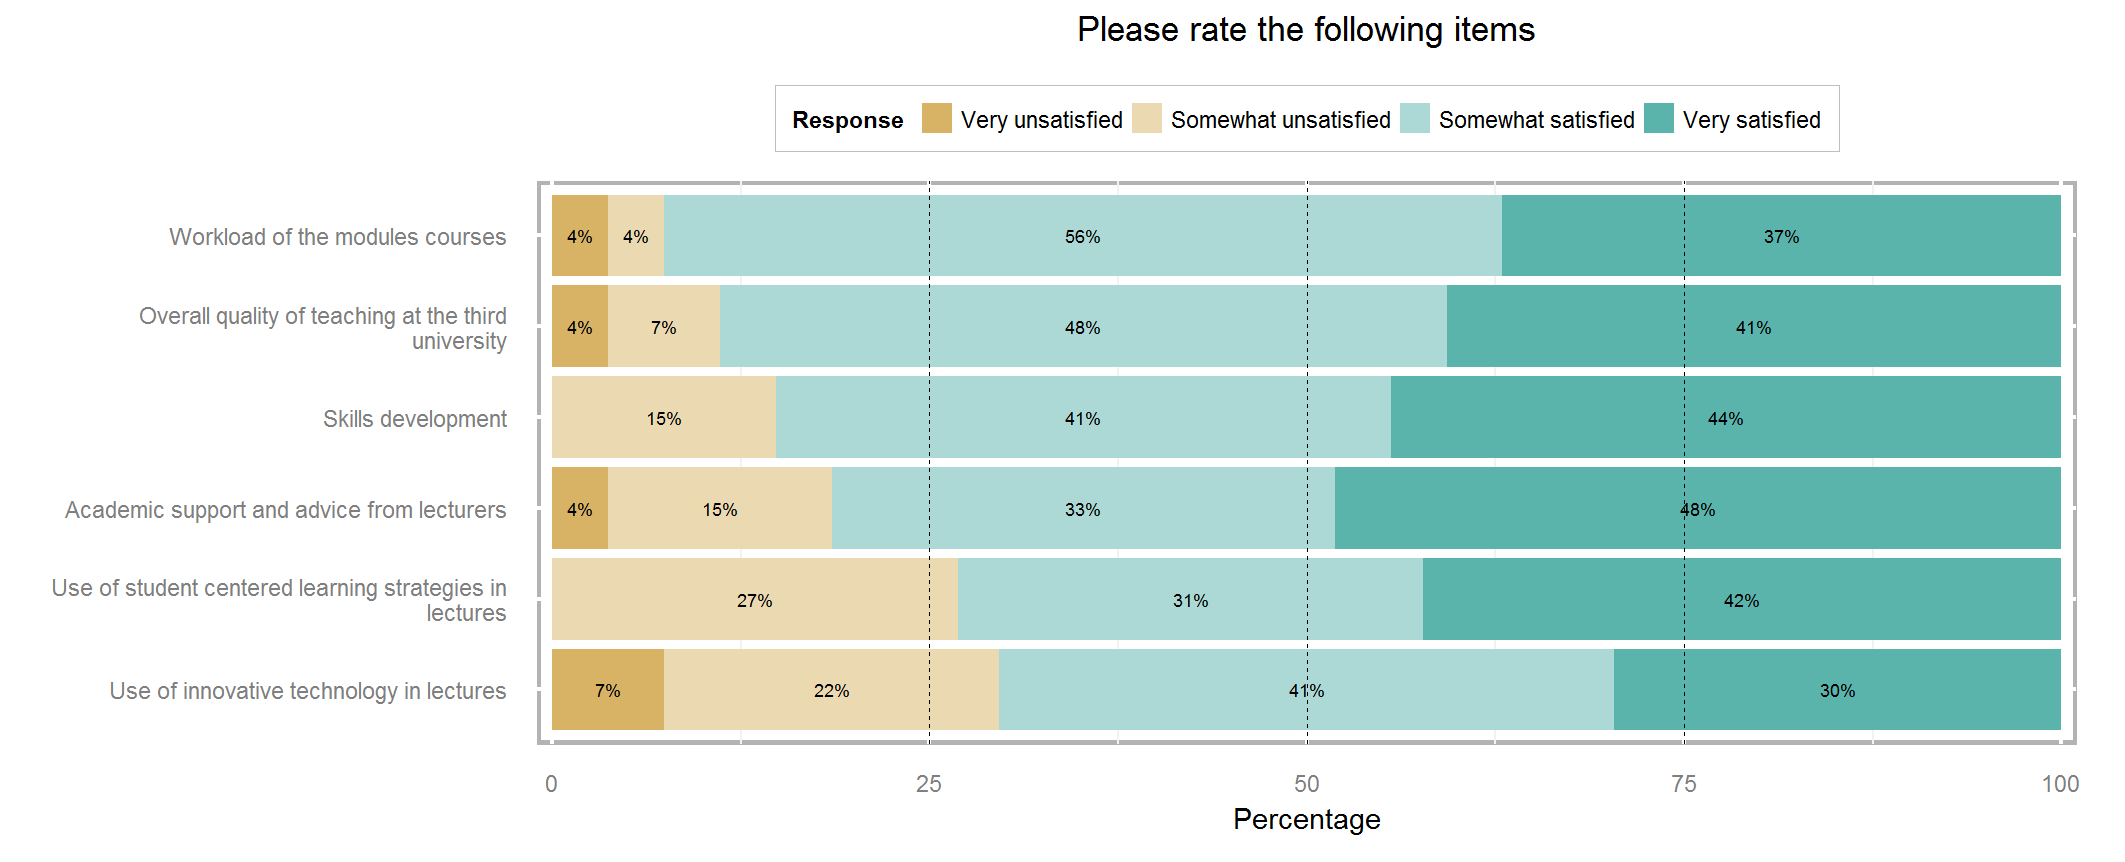 Please rate the following items
Response Very unsatisfied Somewhat unsatisfied Somewhat satisfied Very satisfied
Workload of the modules courses 4% 4% 56% 37%
Overall quality of teaching at the third
university 4% 7% 48% 41%
Skills development 15% 41% 44%
Academic support and advice from lecturers 4% 15% 33% 48%
Use of student centered learning strategies in
lectures 27% 31% 42%
Use of innovative technology in lectures 7% 22% 41% 30%
0 25 50 75 100
Percentage